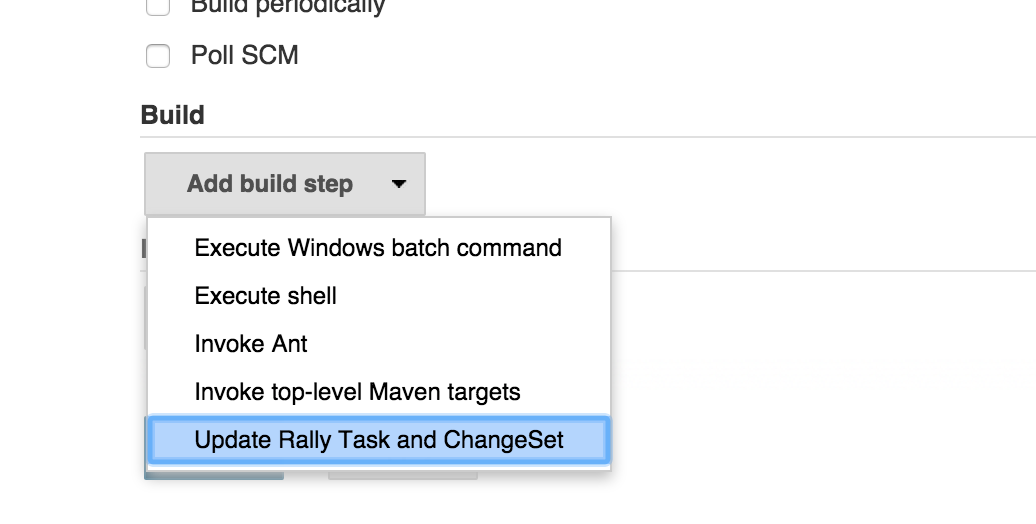 Build periodically
Poll SCM
Build
Add build step
Execute Windows batch command
Execute shell
Invoke Ant
Invoke top-level Maven targets
Update Rally Task and ChangeSet